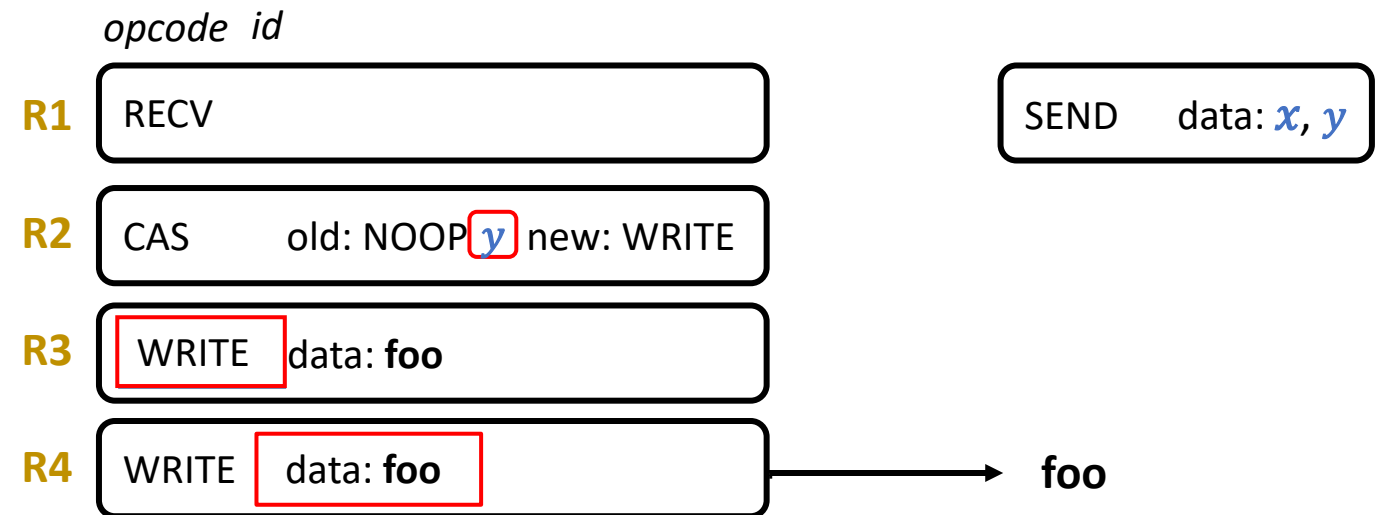 opcode id
R1 RECV
SEND data: x, y
R2 CAS old: NOOP y new: WRITE
R3 WRITE data: foo
R4 WRITE data: foo
foo